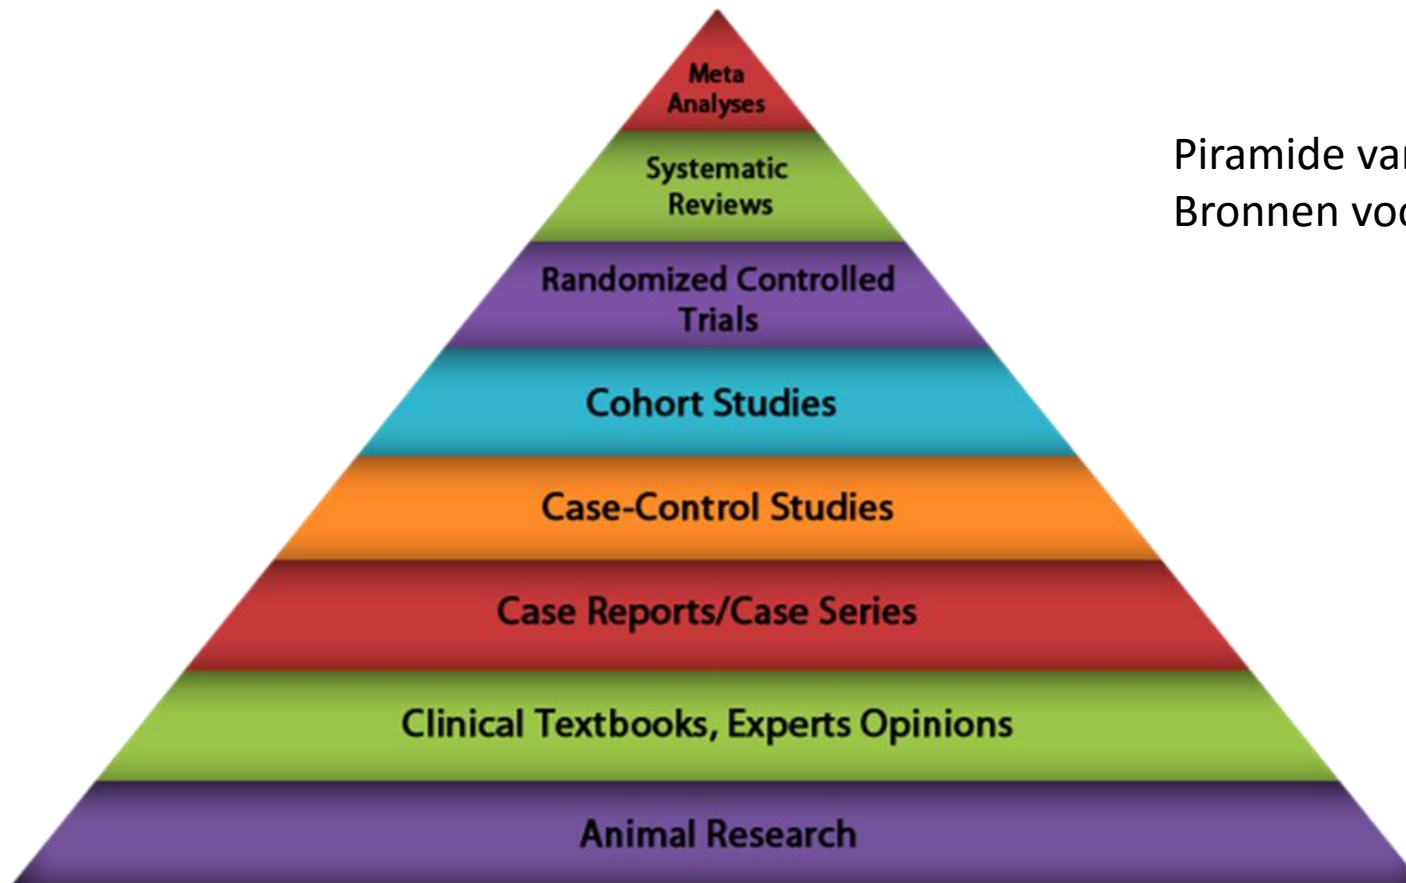 Meta
Analyses
Systematic
Reviews
Randomized Controlled
Trials
Cohort Studies
Case-Control Studies
Case Reports/Case Series
Clinical Textbooks, Experts Opinions
Animal Research
Piramide
Bronnen